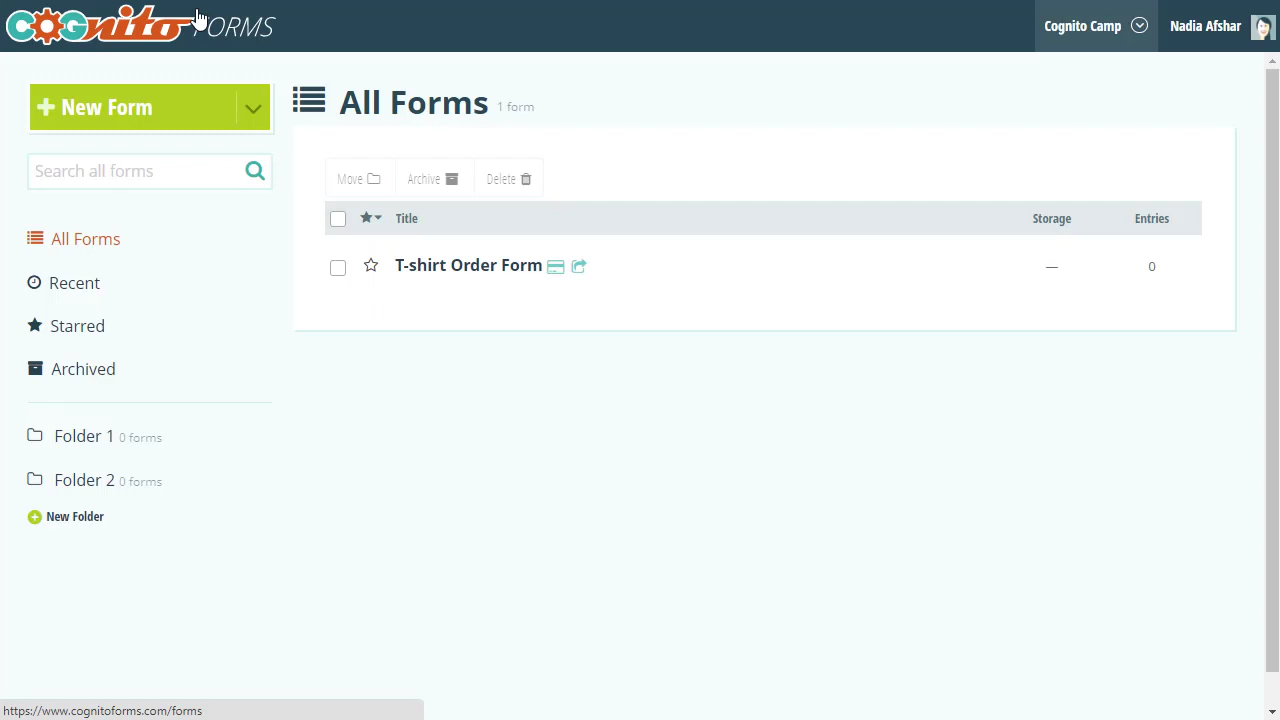 COGnito FORMS
Cognito Camp
Nadia Afshar
New Form
All Forms 1 form
Search all forms
Move
Archive
Delete
Title
Storage
Entries
T-shirt Order Form
—
0
All Forms
Recent
Starred
Archived
Folder 1 0 forms
Folder 2 0 forms
New Folder
https://www.cognitoforms.com/forms